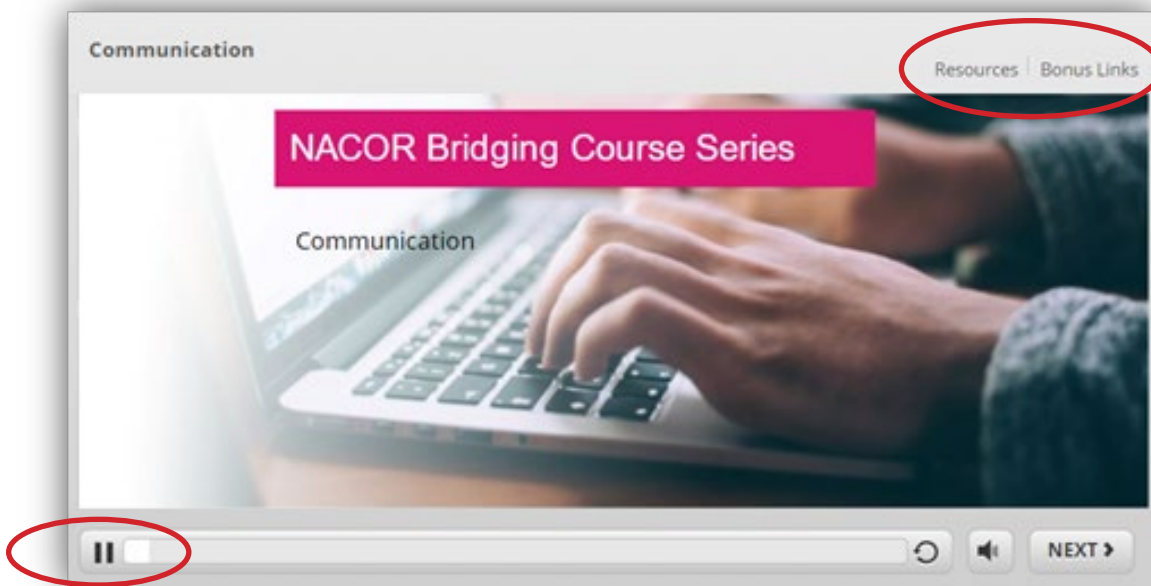 Communication
Resources Bonus Links
NACOR Bridging Course Series
Communication
NEXT